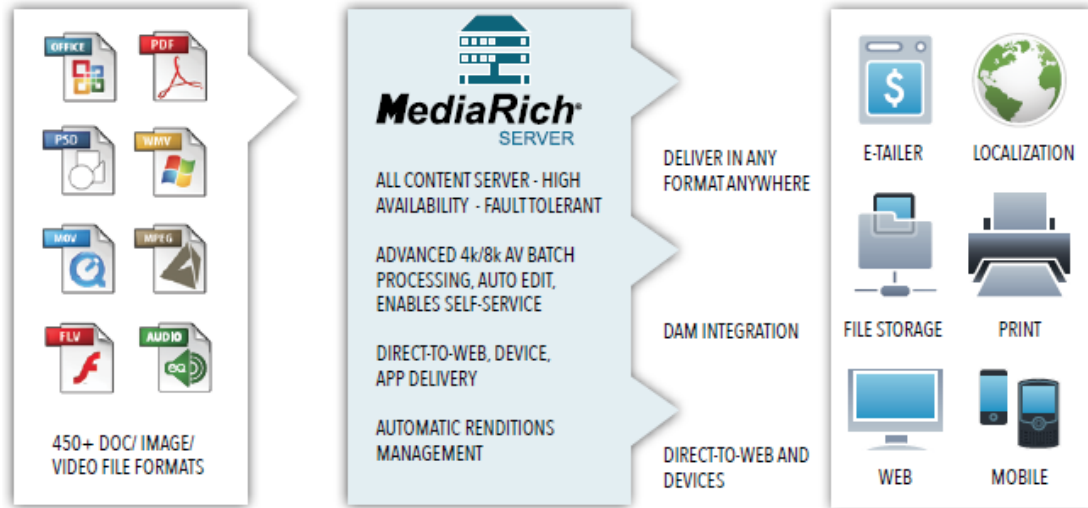 OFFICE
PDF
PSD
WMV
MOV
MPEG
FLV
AUDIO
ea
450+ DOC/ IMAGE/
VIDEO FILE FORMATS
MediaRich®
SERVER
ALL CONTENT SERVER - HIGH
AVAILABILITY - FAULT TOLERANT
ADVANCED 4k/8k AV BATCH
PROCESSING, AUTO EDIT,
ENABLES SELF-SERVICE
DIRECT-TO-WEB, DEVICE,
APP DELIVERY
AUTOMATIC RENDITIONS
MANAGEMENT
DELIVER IN ANY
FORMAT ANYWHERE
DAM INTEGRATION
DIRECT-TO-WEB AND
DEVICES
$
E-TAILER
LOCALIZATION
FILE STORAGE
PRINT
WEB
MOBILE